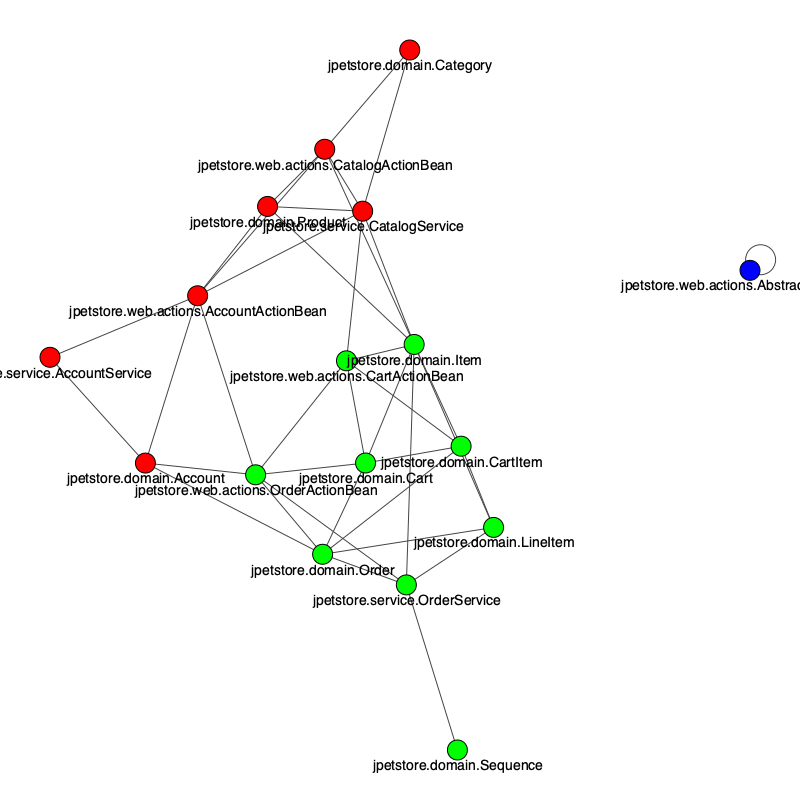 jpetstore.domain.Category
jpetstore.web.actions.CatalogActionBean
jpetstore.domain.Product
jpetstore.service.CatalogService
jpetstore.web.actions.Abstrac
jpetstore.web.actions.AccountActionBean
jpetstore.domain.Item
e.service.AccountService
jpetstore.web.actions.CartActionBean
jpetstore.domain.CartItem
jpetstore.domain.Account
jpetstore.domain.Cart
jpetstore.web.actions.OrderActionBean
jpetstore.domain.LineItem
jpetstore.domain.Order
jpetstore.service.OrderService
jpetstore.domain.Sequence